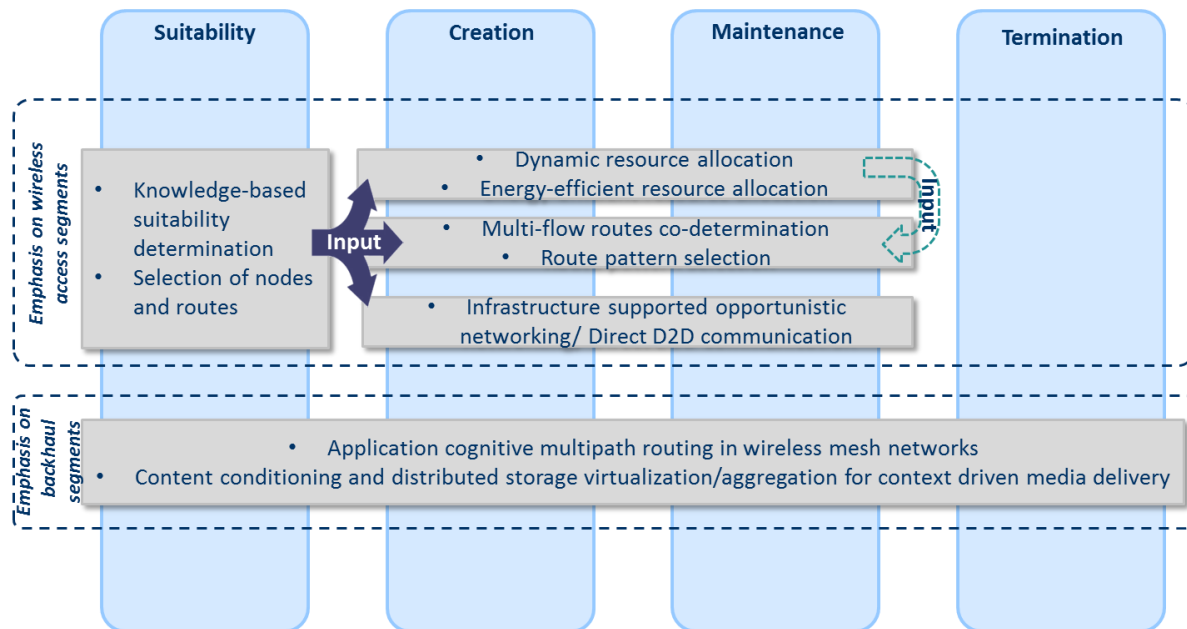 Suitability
Creation
Maintenance
Termination
Emphasis on wireless
access segments
• Knowledge-based
suitability
determination
• Selection of nodes
and routes
Input
• Dynamic resource allocation
• Energy-efficient resource allocation
• Multi-flow routes co-determination
• Route pattern selection
• Infrastructure supported opportunistic
networking/ Direct D2D communication
Input
Emphasis on
backhaul
segments
• Application cognitive multipath routing in wireless mesh networks
• Content conditioning and distributed storage virtualization/aggregation for context driven media delivery